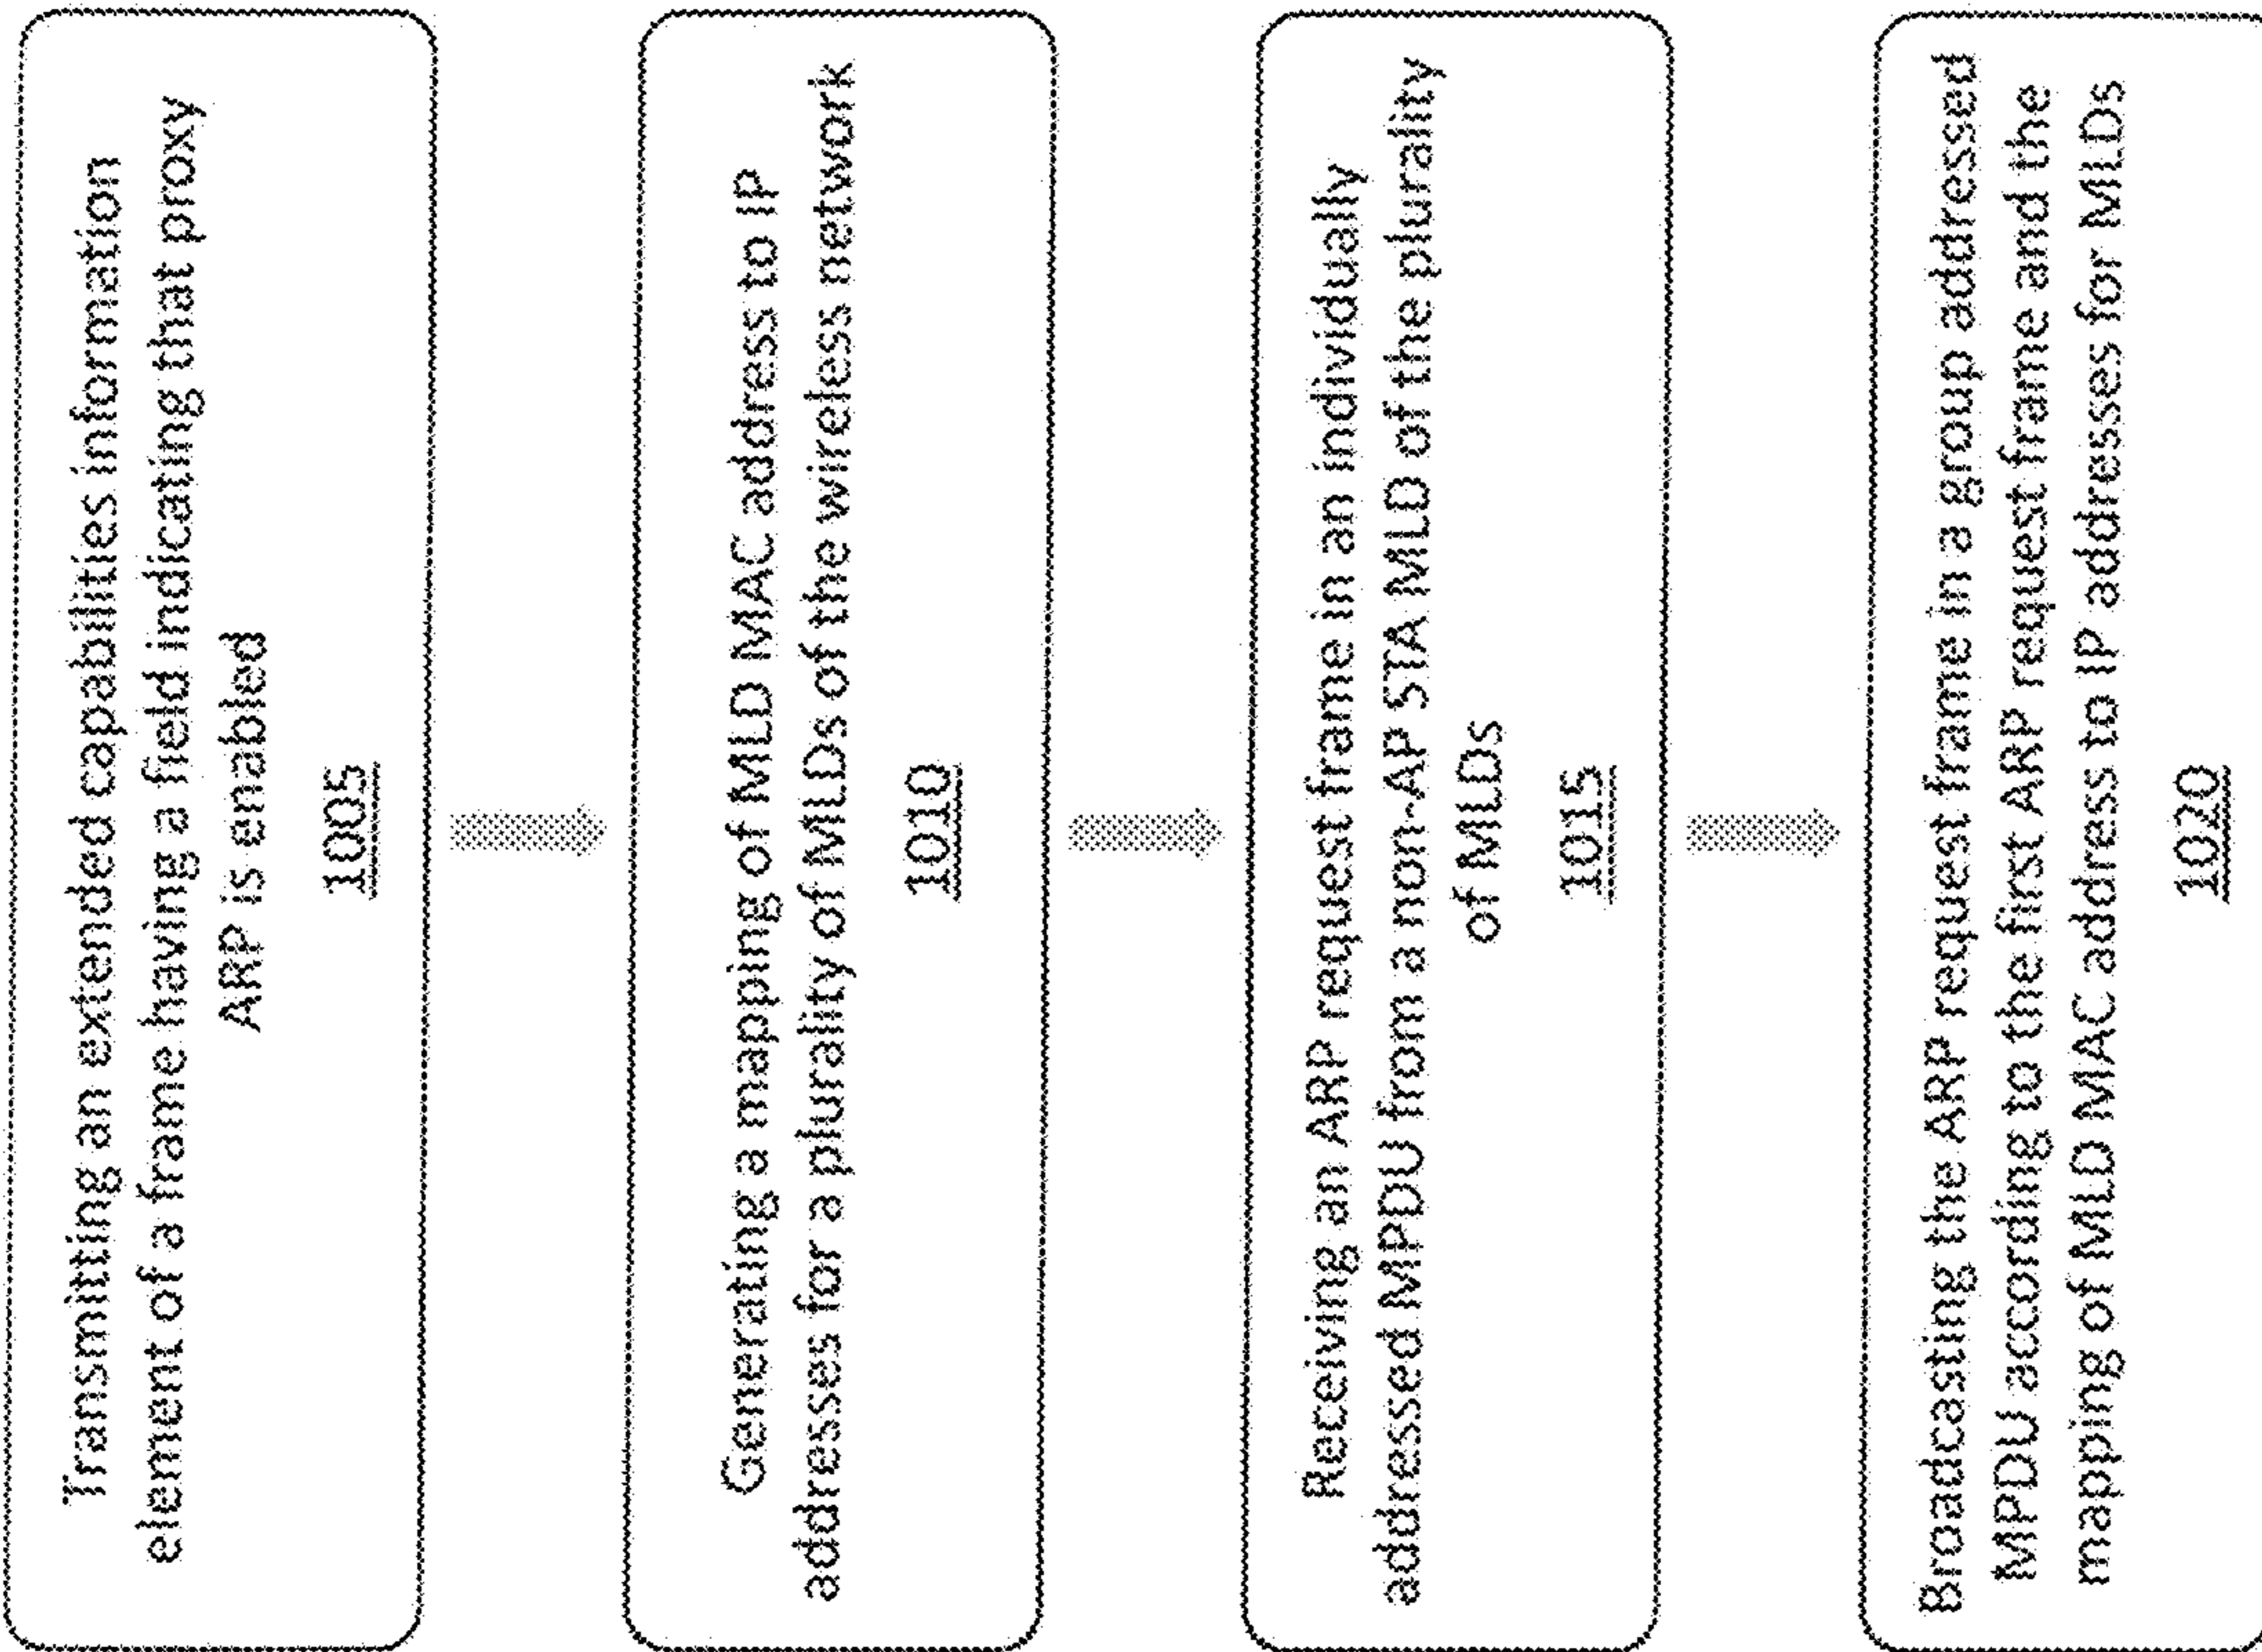 Transmitting an extended capabilities information
element of a frame having a field indicating that proxy
ARP is enabled
1005
Generating a mapping of MLD MAC address to IP
addresses for a plurality of MLDs of the wireless network
1010
Receiving an ARP request frame in an individually
addressed MPDU from a non-AP STA MLD of the plurality
of MLDs
1015
Broadcasting the ARP request frame in a group addressed
MPDU according to the first ARP request frame and the
mapping of MLD MAC address to IP addresses for MLDs
1020